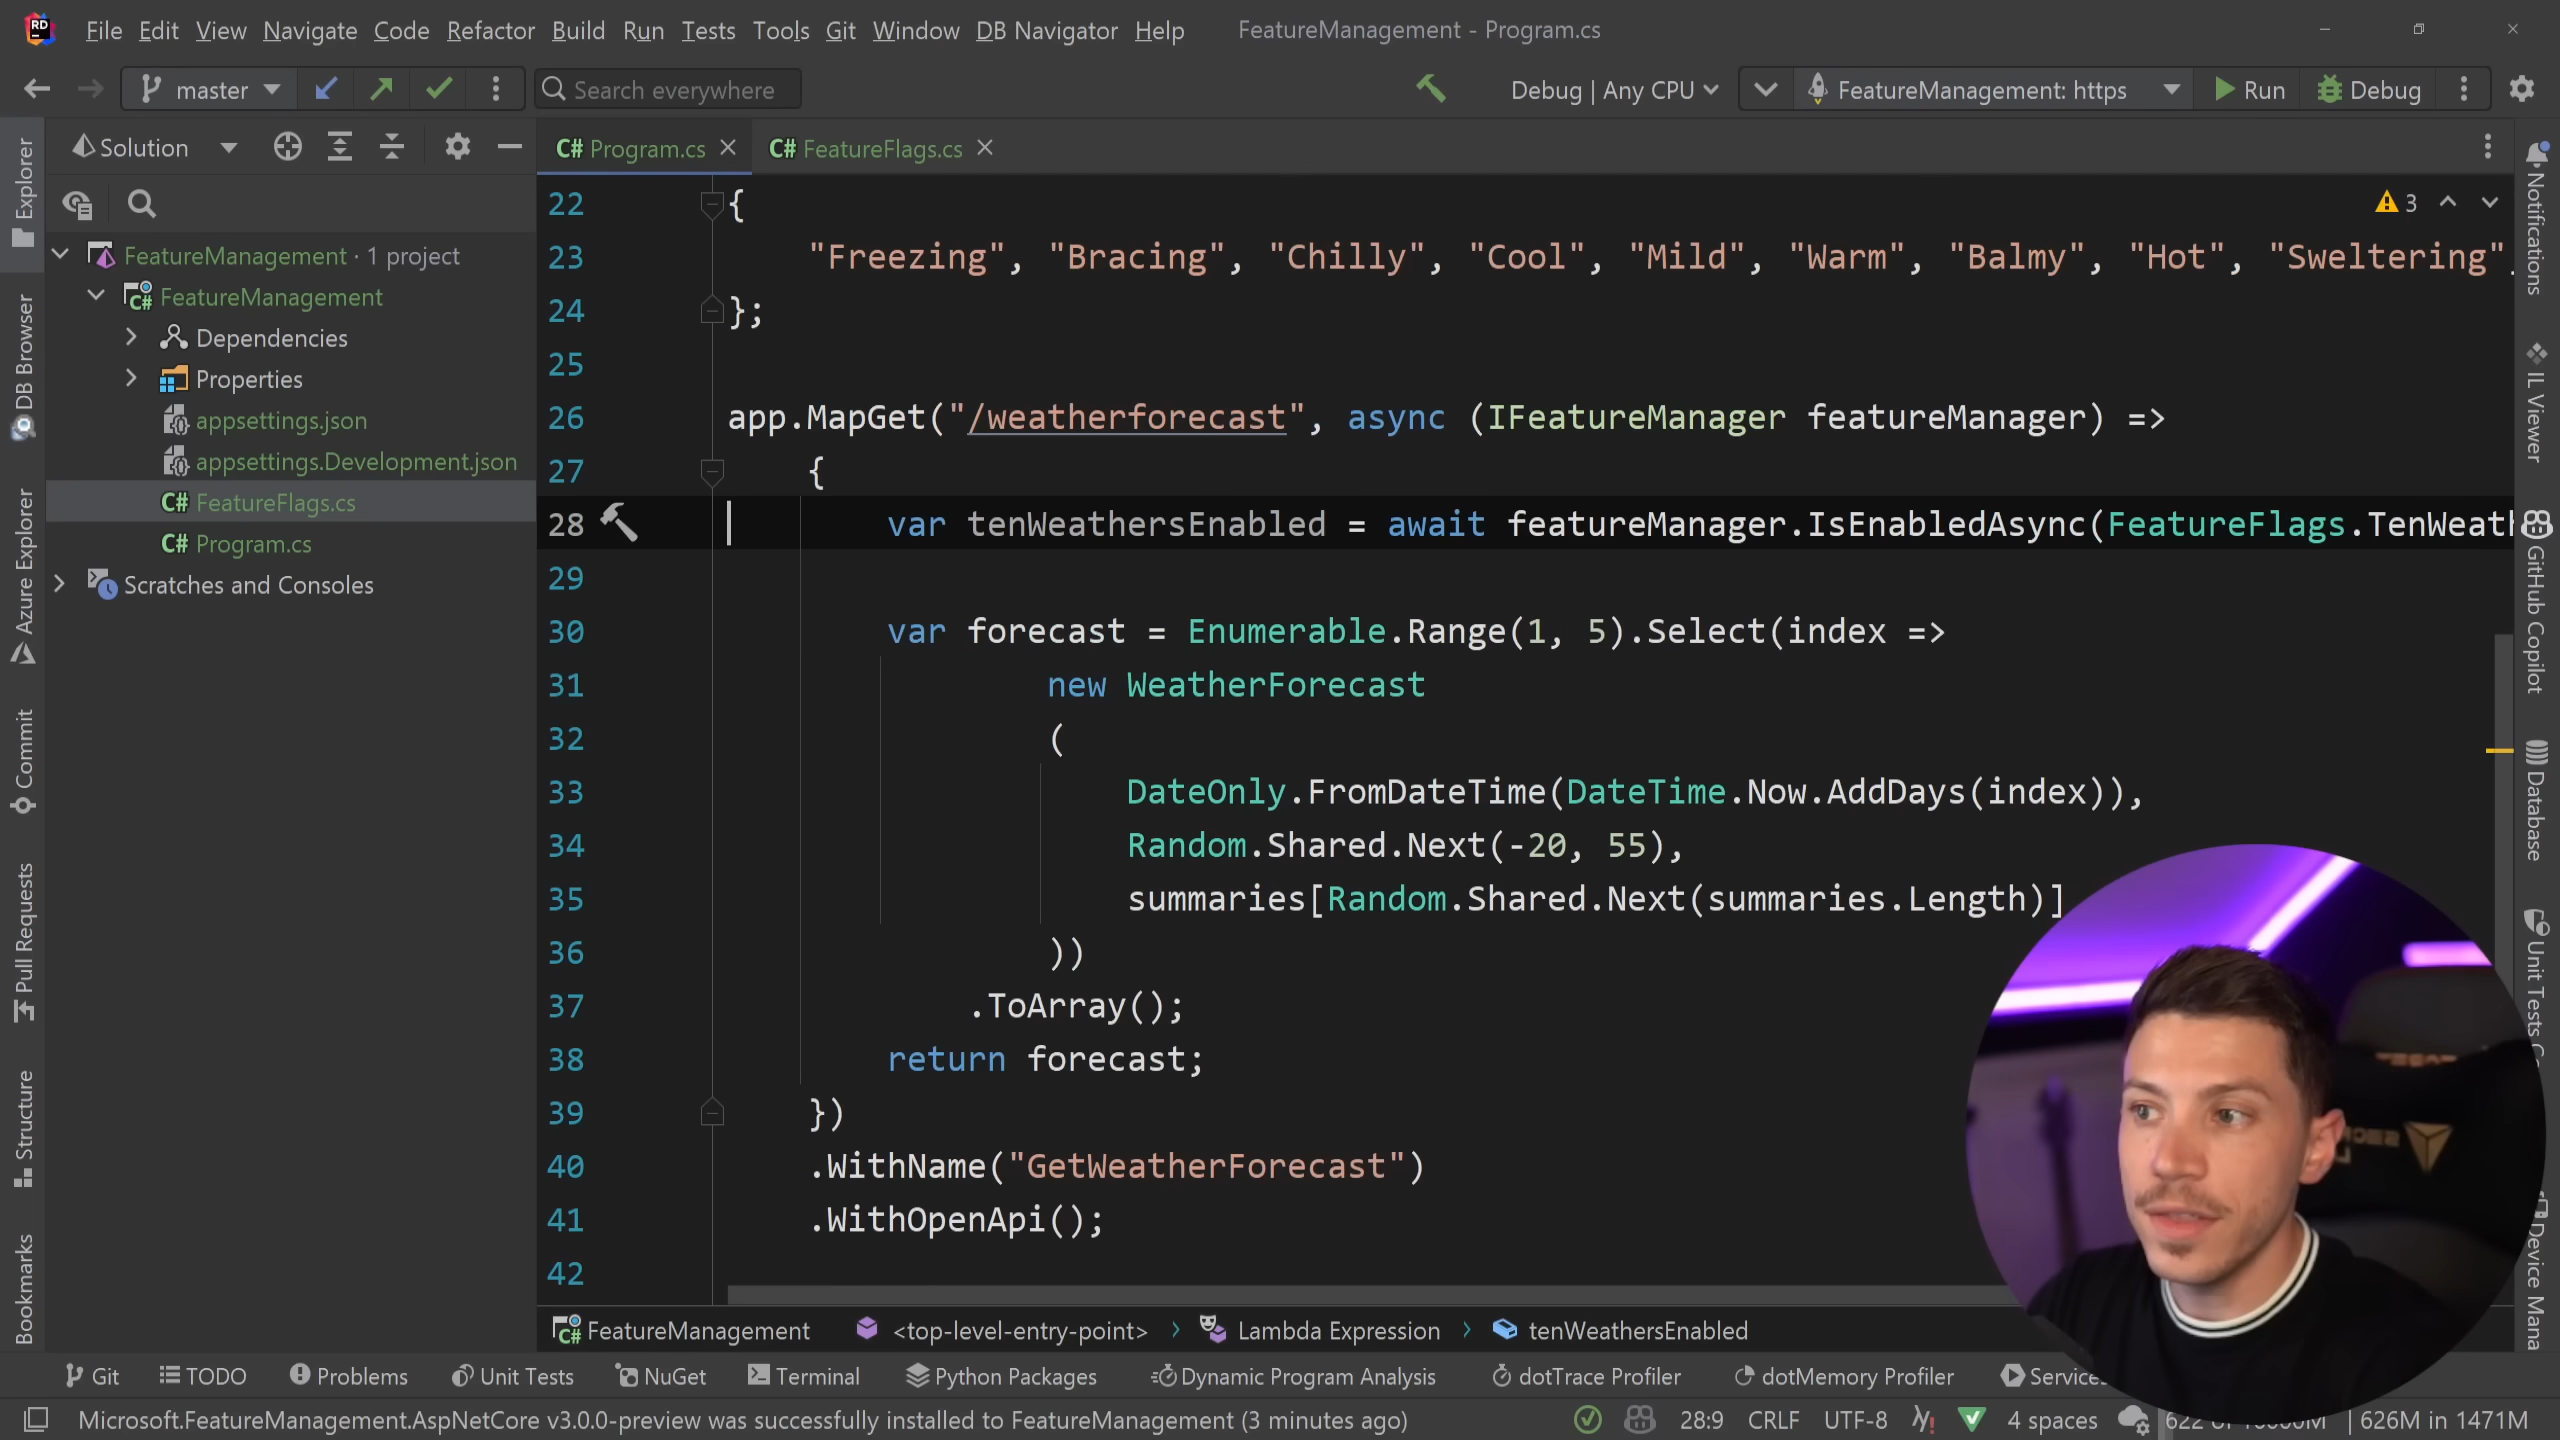 RD
File Edit View Navigate Code Refactor Build Run Tests Tools Git Window DB Navigator Help FeatureManagement - Program.cs
master Search everywhere Debug | Any CPU FeatureManagement: https Run Debug
Solution
C# Program.cs C# FeatureFlags.cs
FeatureManagement · 1 project
FeatureManagement
Dependencies
Properties
appsettings.json
appsettings.Development.json
C# FeatureFlags.cs
C# Program.cs
Scratches and Consoles
Explorer
DB Browser
Azure Explorer
Commit
Pull Requests
Structure
Bookmarks
3
22 {
23 "Freezing", "Bracing", "Chilly", "Cool", "Mild", "Warm", "Balmy", "Hot", "Sweltering"
24 };
25
26 app.MapGet("/weatherforecast", async (IFeatureManager featureManager) =>
27 {
28 var tenWeathersEnabled = await featureManager.IsEnabledAsync(FeatureFlags.TenWeath
29
30 var forecast = Enumerable.Range(1, 5).Select(index =>
31 new WeatherForecast
32 (
33 DateOnly.FromDateTime(DateTime.Now.AddDays(index)),
34 Random.Shared.Next(-20, 55),
35 summaries[Random.Shared.Next(summaries.Length)]
36 ))
37 .ToArray();
38 return forecast;
39 })
40 .WithName("GetWeatherForecast")
41 .WithOpenApi();
42
Notifications
IL Viewer
GitHub Copilot
Database
Unit Tests
Device Mana
FeatureManagement <top-level-entry-point> › Lambda Expression › tenWeathersEnabled
Git TODO Problems Unit Tests NuGet Terminal Python Packages Dynamic Program Analysis dotTrace Profiler dotMemory Profiler Services
Microsoft.FeatureManagement.AspNetCore v3.0.0-preview was successfully installed to FeatureManagement (3 minutes ago) 28:9 CRLF UTF-8 4 spaces 626M in 1471M